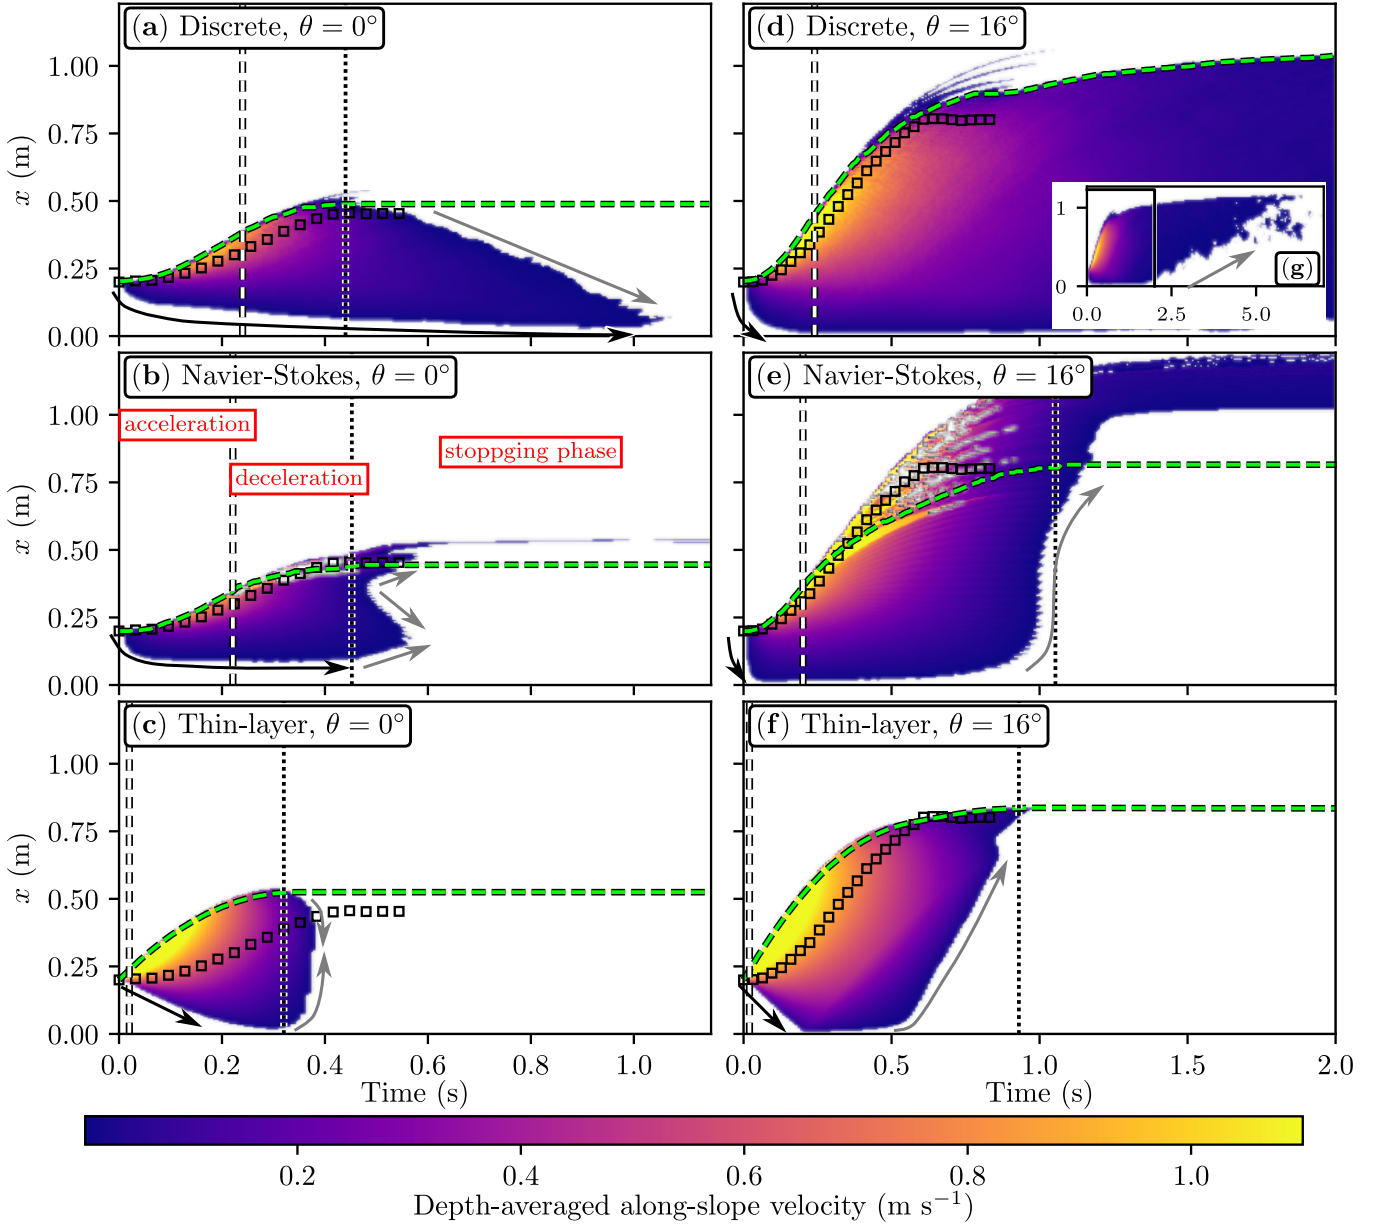 (a) Discrete, θ = 0°
(d) Discrete, θ = 16°
1.00
0.75
0.50
0.25
0.00
x (m)
1
0
0.0
2.5
5.0
(g)
(b) Navier-Stokes, θ = 0°
(e) Navier-Stokes, θ = 16°
acceleration
deceleration
stoppging phase
1.00
0.75
0.50
0.25
0.00
x (m)
(c) Thin-layer, θ = 0°
(f) Thin-layer, θ = 16°
1.00
0.75
0.50
0.25
0.00
x (m)
0.0 0.2 0.4 0.6 0.8 1.0
Time (s)
0.0 0.5 1.0 1.5 2.0
Time (s)
0.2 0.4 0.6 0.8 1.0
Depth-averaged along-slope velocity (m s⁻¹)